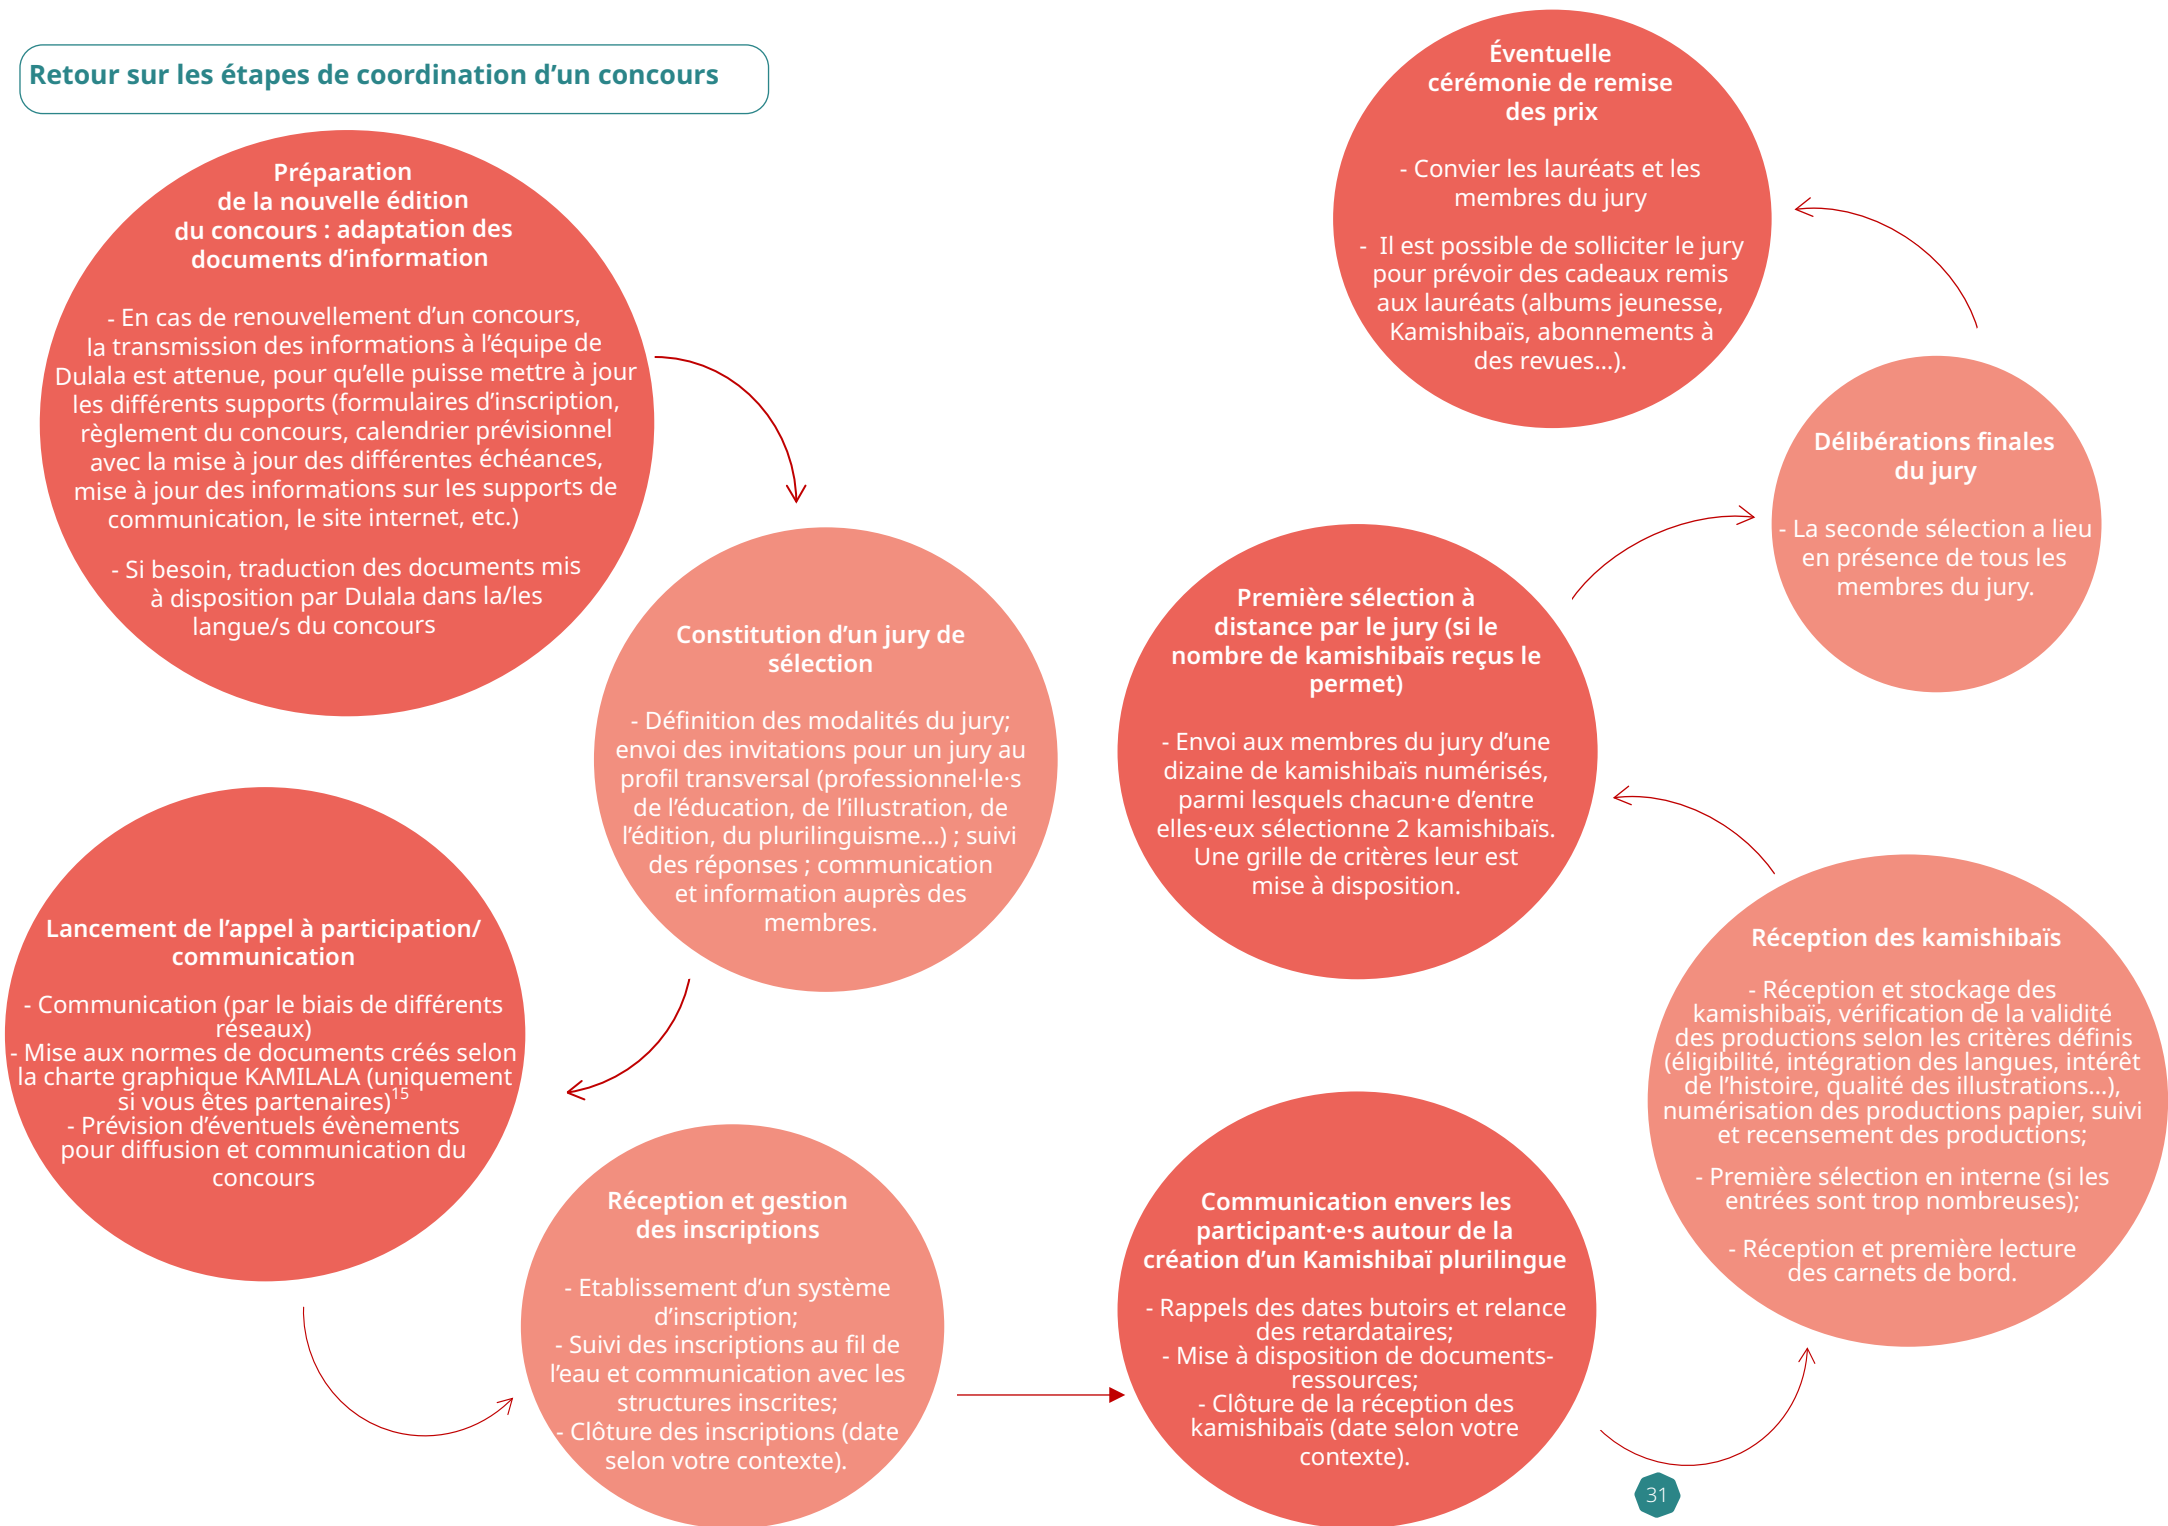 Retour sur les étapes de coordination d’un concours
Préparation
de la nouvelle édition
du concours : adaptation des
documents d’information
- En cas de renouvellement d’un concours,
la transmission des informations à l’équipe de
Dulala est attenue, pour qu’elle puisse mettre à jour
les différents supports (formulaires d’inscription,
règlement du concours, calendrier prévisionnel
avec la mise à jour des différentes échéances,
mise à jour des informations sur les supports de
communication, le site internet, etc.)
- Si besoin, traduction des documents mis
à disposition par Dulala dans la/les
langue/s du concours
Constitution d’un jury de
sélection
- Définition des modalités du jury;
envoi des invitations pour un jury au
profil transversal (professionnel·le·s
de l’éducation, de l’illustration, de
l’édition, du plurilinguisme...) ; suivi
des réponses ; communication
et information auprès des
membres.
Lancement de l’appel à participation/
communication
- Communication (par le biais de différents
réseaux)
- Mise aux normes de documents créés selon
la charte graphique KAMILALA (uniquement
si vous êtes partenaires)15
- Prévision d’éventuels évènements
pour diffusion et communication du
concours
Réception et gestion
des inscriptions
- Etablissement d’un système
d’inscription;
- Suivi des inscriptions au fil de
l’eau et communication avec les
structures inscrites;
- Clôture des inscriptions (date
selon votre contexte).
Communication envers les
participant·e·s autour de la
création d’un Kamishibaï plurilingue
- Rappels des dates butoirs et relance
des retardataires;
- Mise à disposition de documents-
ressources;
- Clôture de la réception des
kamishibaïs (date selon votre
contexte).
Réception des kamishibaïs
- Réception et stockage des
kamishibaïs, vérification de la validité
des productions selon les critères définis
(éligibilité, intégration des langues, intérêt
de l’histoire, qualité des illustrations...),
numérisation des productions papier, suivi
et recensement des productions;
- Première sélection en interne (si les
entrées sont trop nombreuses);
- Réception et première lecture
des carnets de bord.
Première sélection à
distance par le jury (si le
nombre de kamishibaïs reçus le
permet)
- Envoi aux membres du jury d’une
dizaine de kamishibaïs numérisés,
parmi lesquels chacun·e d’entre
elles·eux sélectionne 2 kamishibaïs.
Une grille de critères leur est
mise à disposition.
Délibérations finales
du jury
- La seconde sélection a lieu
en présence de tous les
membres du jury.
Éventuelle
cérémonie de remise
des prix
- Convier les lauréats et les
membres du jury
- Il est possible de solliciter le jury
pour prévoir des cadeaux remis
aux lauréats (albums jeunesse,
Kamishibaïs, abonnements à
des revues...).
31